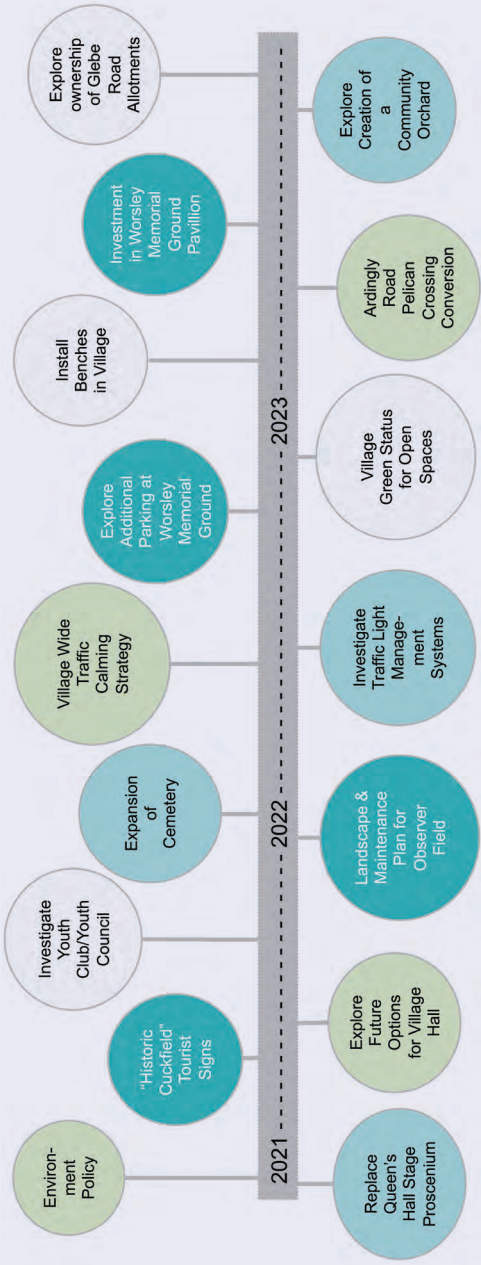 Environ-
ment
Policy
"Historic
Cuckfield"
Tourist
Signs
Investigate
Youth
Club/Youth
Council
Expansion
of
Cemetery
Village Wide
Traffic
Calming
Strategy
Explore
Additional
Parking at
Worsley
Memorial
Ground
Install
Benches
in Village
Investment
in Worsley
Memorial
Ground
Pavillion
Explore
ownership
of Glebe
Road
Allotments
2021
2022
2023
Replace
Queen's
Hall Stage
Proscenium
Explore
Future
Options
for Village
Hall
Landscape &
Maintenance
Plan for
Observer
Field
Investigate
Traffic Light
Manage-
ment
Systems
Village
Green Status
for Open
Spaces
Ardingly
Road
Pelican
Crossing
Conversion
Explore
Creation of
a
Community
Orchard